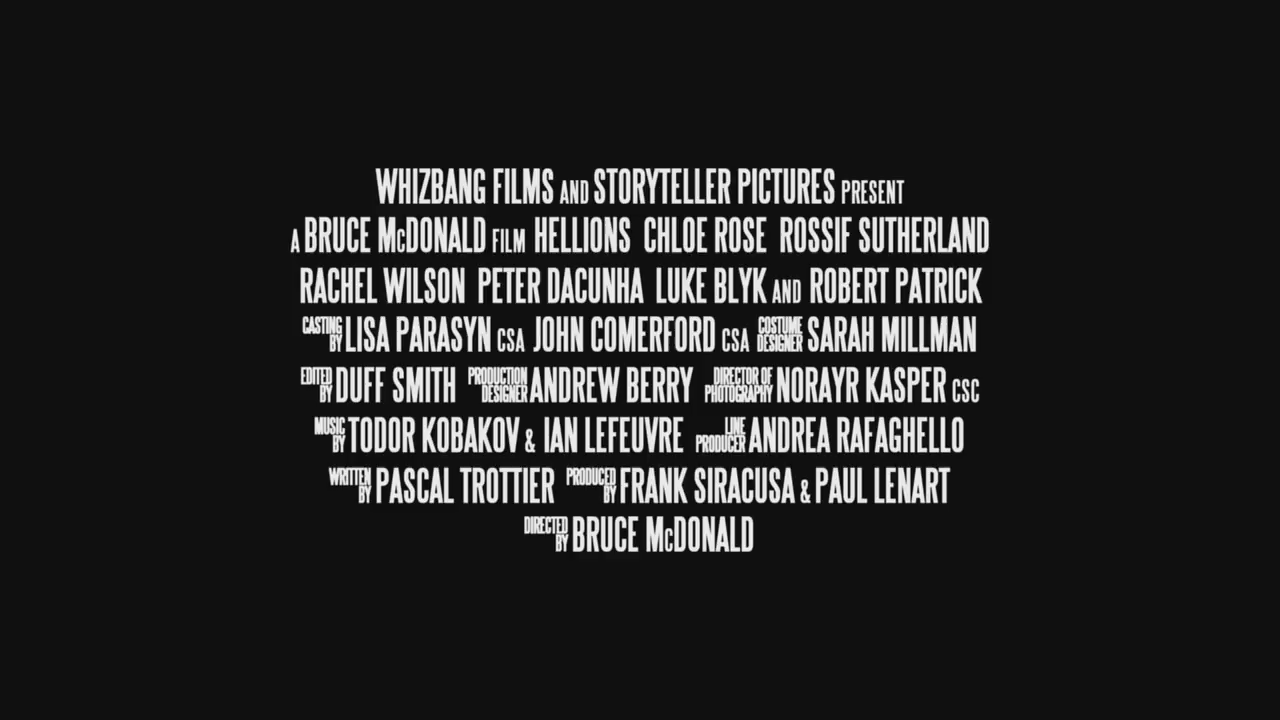 WHIZBANG FILMS AND STORYTELLER PICTURES PRESENT
A BRUCE McDONALD FILM HELLIONS CHLOE ROSE ROSSIF SUTHERLAND
RACHEL WILSON PETER DACUNHA LUKE BLYK AND ROBERT PATRICK
CASTING BY LISA PARASYN CSA JOHN COMERFORD CSA COSTUME DESIGNER SARAH MILLMAN
EDITED BY DUFF SMITH PRODUCTION DESIGNER ANDREW BERRY DIRECTOR OF PHOTOGRAPHY NORAYR KASPER CSC
MUSIC BY TODOR KOBAKOV & IAN LEFEUVRE LINE PRODUCER ANDREA RAFAGHELLO
WRITTEN BY PASCAL TROTTIER PRODUCED BY FRANK SIRACUSA & PAUL LENART
DIRECTED BY BRUCE McDONALD